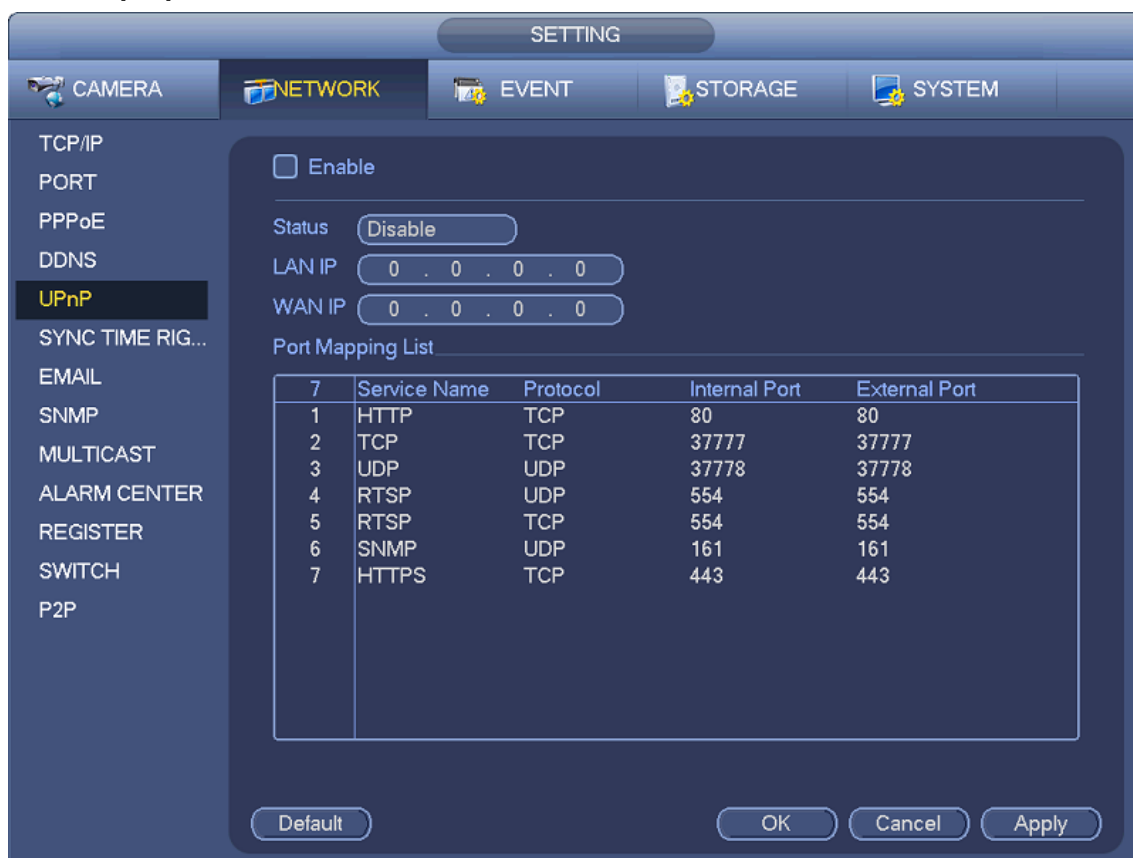 SETTING
CAMERA NETWORK EVENT STORAGE SYSTEM
TCP/IP
PORT
PPPoE
DDNS
UPnP
SYNC TIME RIG...
EMAIL
SNMP
MULTICAST
ALARM CENTER
REGISTER
SWITCH
P2P
Enable
Status Disable
LAN IP 0 . 0 . 0 . 0
WAN IP 0 . 0 . 0 . 0
Port Mapping List
7 Service Name Protocol Internal Port External Port
1 HTTP TCP 80 80
2 TCP TCP 37777 37777
3 UDP UDP 37778 37778
4 RTSP UDP 554 554
5 RTSP TCP 554 554
6 SNMP UDP 161 161
7 HTTPS TCP 443 443
Default OK Cancel Apply